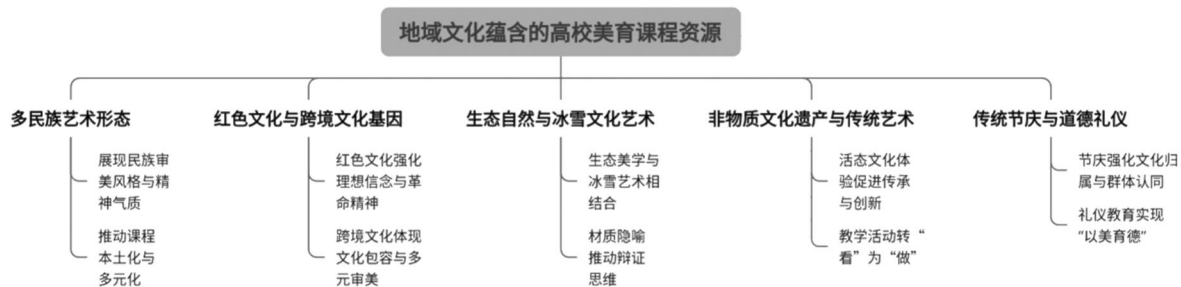 地域文化蕴含的高校美育课程资源
多民族艺术形态
展现民族审
美风格与精
神气质
推动课程
本土化与
多元化
红色文化与跨境文化基因
红色文化强化
理想信念与革
命精神
跨境文化体现
文化包容与多
元审美
生态自然与冰雪文化艺术
生态美学与
冰雪艺术相
结合
材质隐喻
推动辩证
思维
非物质文化遗产与传统艺术
活态文化体
验促进传承
与创新
教学活动转“
看”为“做”
传统节庆与道德礼仪
节庆强化文化归
属与群体认同
礼仪教育实现
“以美育德”